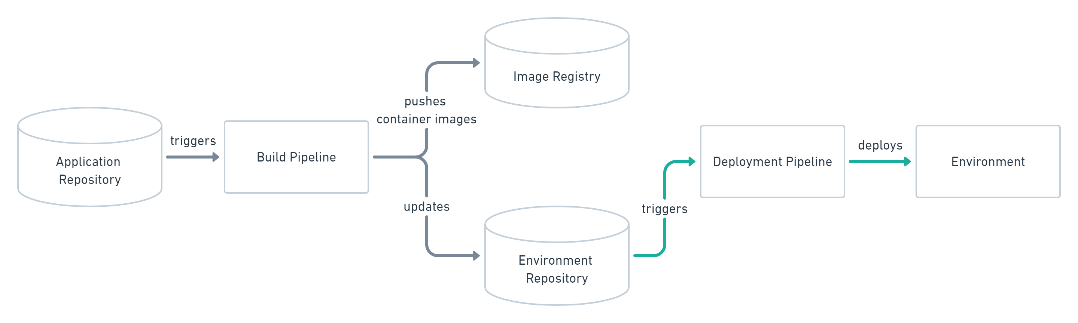 Application
Repository
triggers
Build Pipeline
pushes
container images
Image Registry
updates
Environment
Repository
triggers
Deployment Pipeline
deploys
Environment